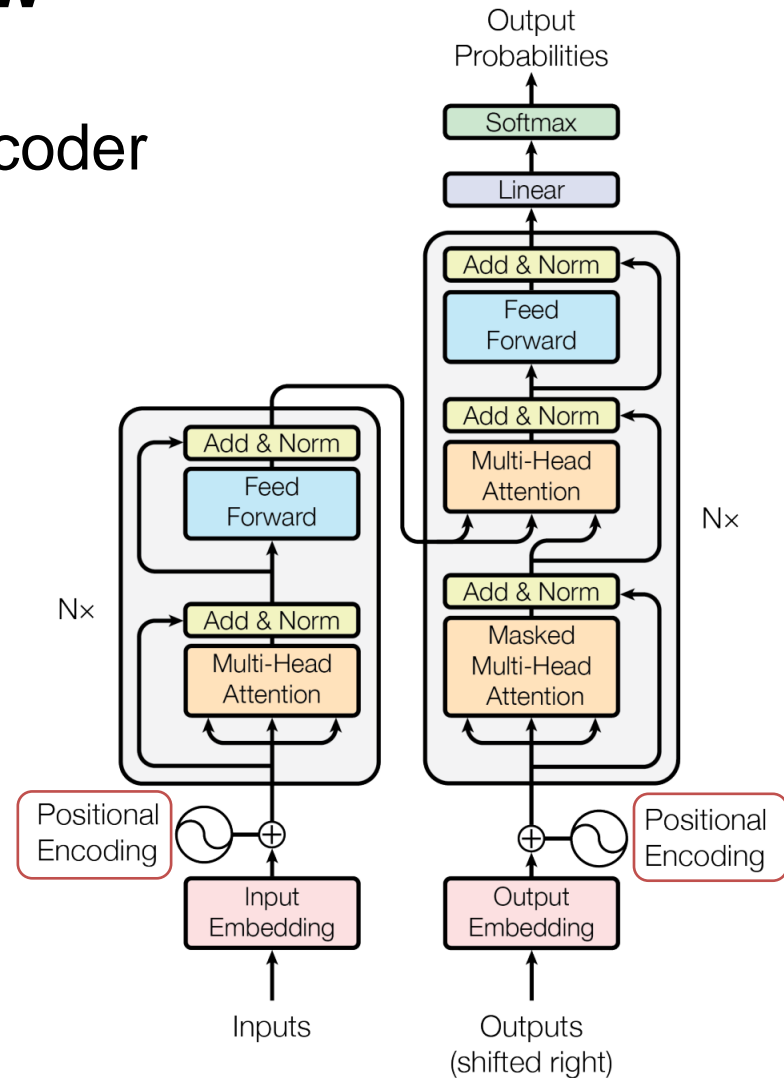 coder
Output
Probabilities
Softmax
Linear
Add & Norm
Feed
Forward
Add & Norm
Multi-Head
Attention
Add & Norm
Masked
Multi-Head
Attention
Nx
Add & Norm
Feed
Forward
Add & Norm
Multi-Head
Attention
Nx
Positional
Encoding
Positional
Encoding
Input
Embedding
Output
Embedding
Inputs
Outputs
(shifted right)